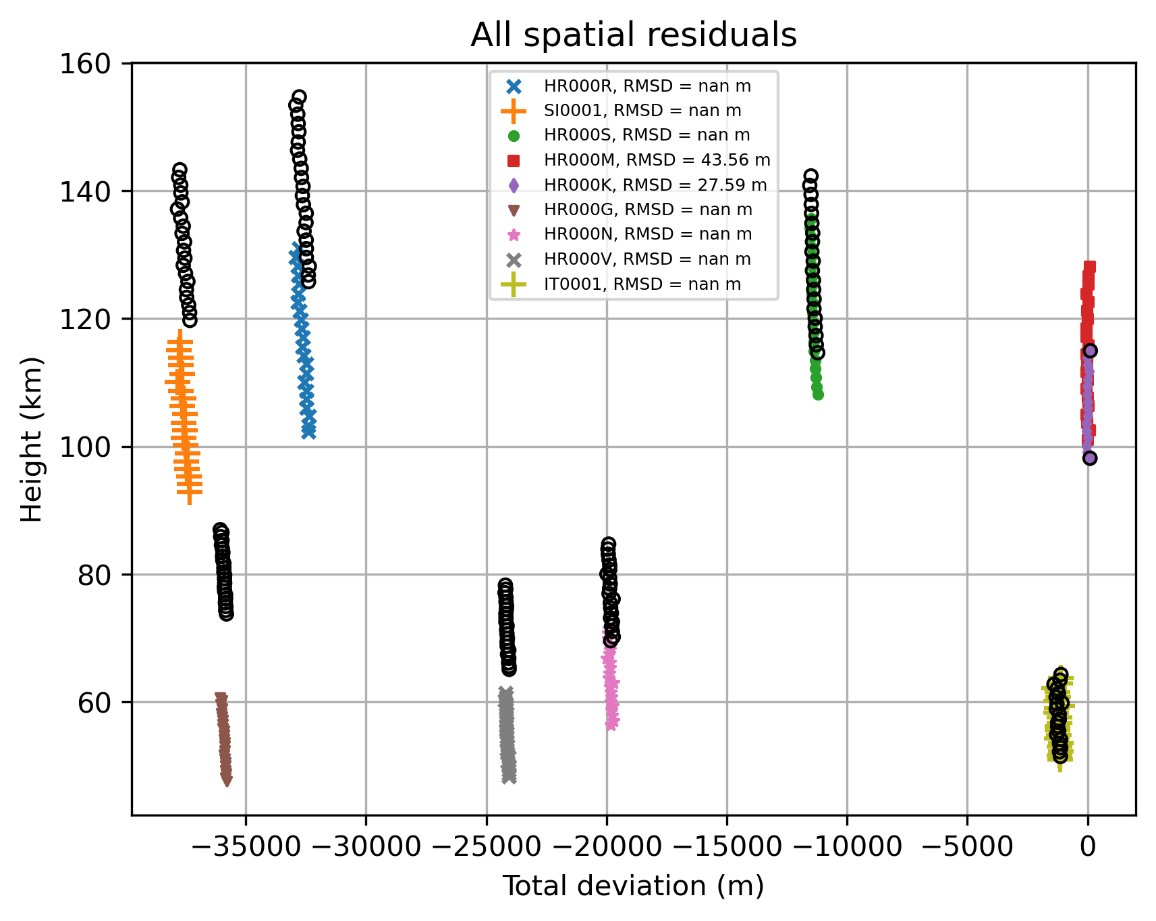 All spatial residuals
HR000R, RMSD = nan m
SI0001, RMSD = nan m
HR000S, RMSD = nan m
HR000M, RMSD = 43.56 m
HR000K, RMSD = 27.59 m
HR000G, RMSD = nan m
HR000N, RMSD = nan m
HR000V, RMSD = nan m
IT0001, RMSD = nan m
Height (km)
160
140
120
100
80
60
−35000 −30000 −25000 −20000 −15000 −10000 −5000 0
Total deviation (m)